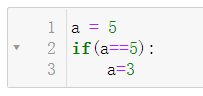 1 a = 5
2 if(a==5):
3     a=3